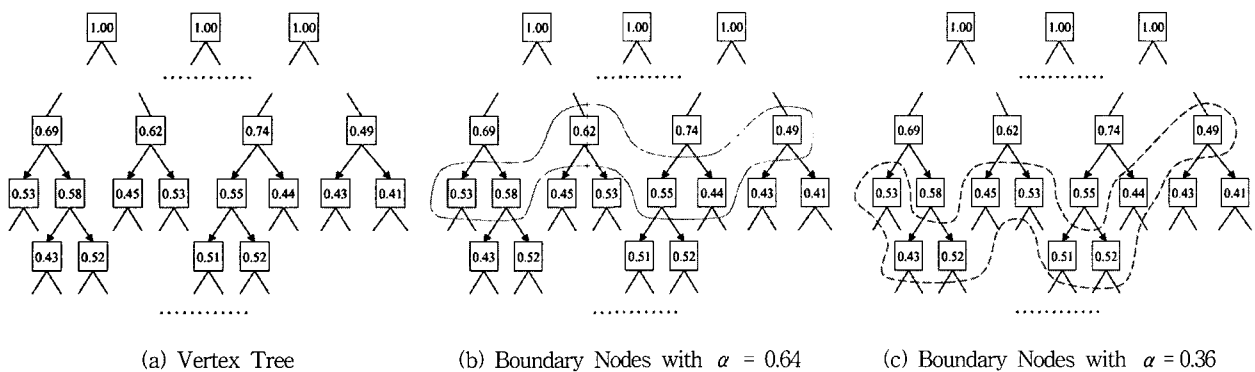 1.00 1.00 1.00 1.00 1.00 1.00 1.00 1.00 1.00
0.69 0.62 0.74 0.49 0.69 0.62 0.74 0.49 0.69 0.62 0.74 0.49
0.53 0.58 0.45 0.53 0.55 0.44 0.43 0.41 0.53 0.58 0.45 0.53 0.55 0.44 0.43 0.41 0.53 0.58 0.45 0.53 0.55 0.44 0.43 0.41
0.43 0.52 0.51 0.52 0.43 0.52 0.51 0.52 0.43 0.52 0.51 0.52
(a) Vertex Tree (b) Boundary Nodes with α = 0.64 (c) Boundary Nodes with α = 0.36